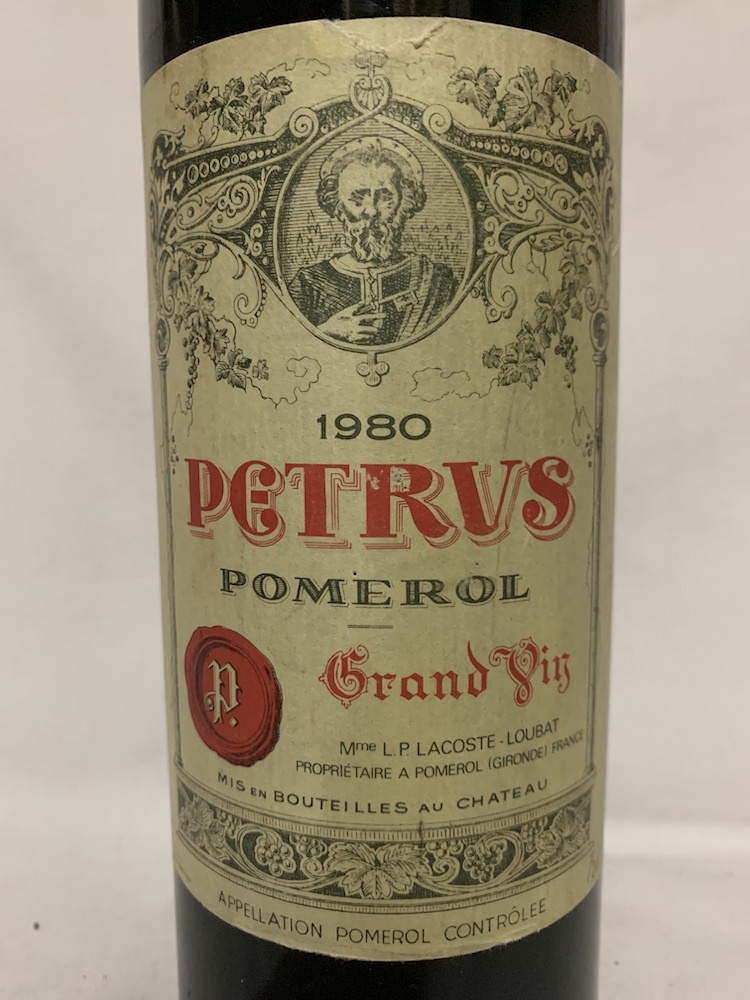 1980
PETRVS
POMEROL
Grand Vin
P.
Mme L.P. LACOSTE-LOUBAT
PROPRIÉTAIRE A POMEROL (GIRONDE) FRANCE
MIS EN BOUTEILLES AU CHATEAU
APPELLATION POMEROL CONTRÔLÉE